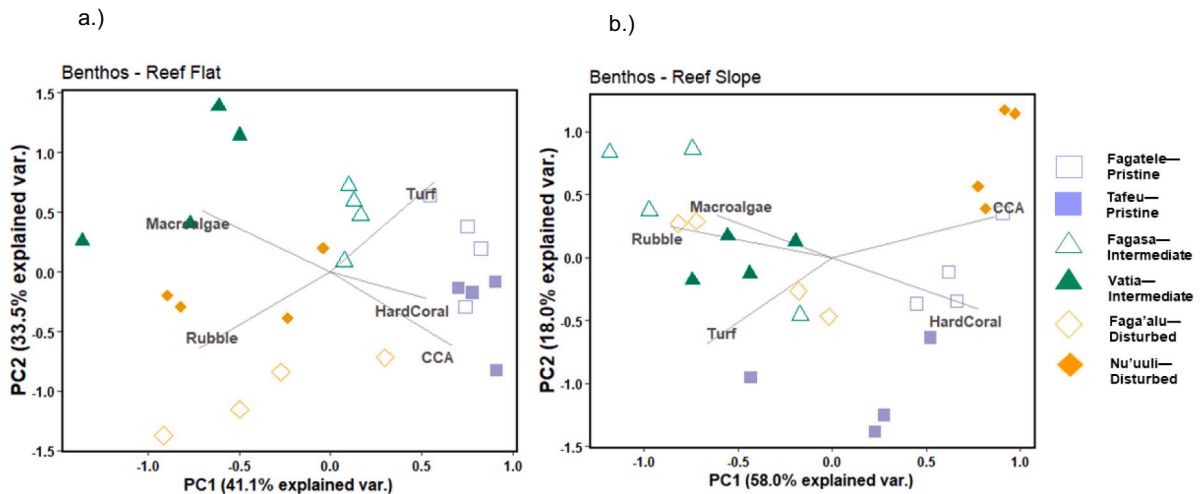 a.)
b.)
Benthos - Reef Flat
1.5
1.0
0.5
0.0
-0.5
-1.0
-1.5
PC2 (33.5% explained var.)
Turf
Macroalgae
HardCoral
Rubble
CCA
-1.0
-0.5
0.0
0.5
1.0
PC1 (41.1% explained var.)
Benthos - Reef Slope
1.0
0.5
0.0
-0.5
-1.0
-1.5
PC2 (18.0% explained var.)
Macroalgae
CCA
Rubble
HardCoral
Turf
-1.0
-0.5
0.0
0.5
1.0
PC1 (58.0% explained var.)
Fagatele—
Pristine
Tafeu—
Pristine
Fagasa—
Intermediate
Vatia—
Intermediate
Faga'alu—
Disturbed
Nu'uuli—
Disturbed